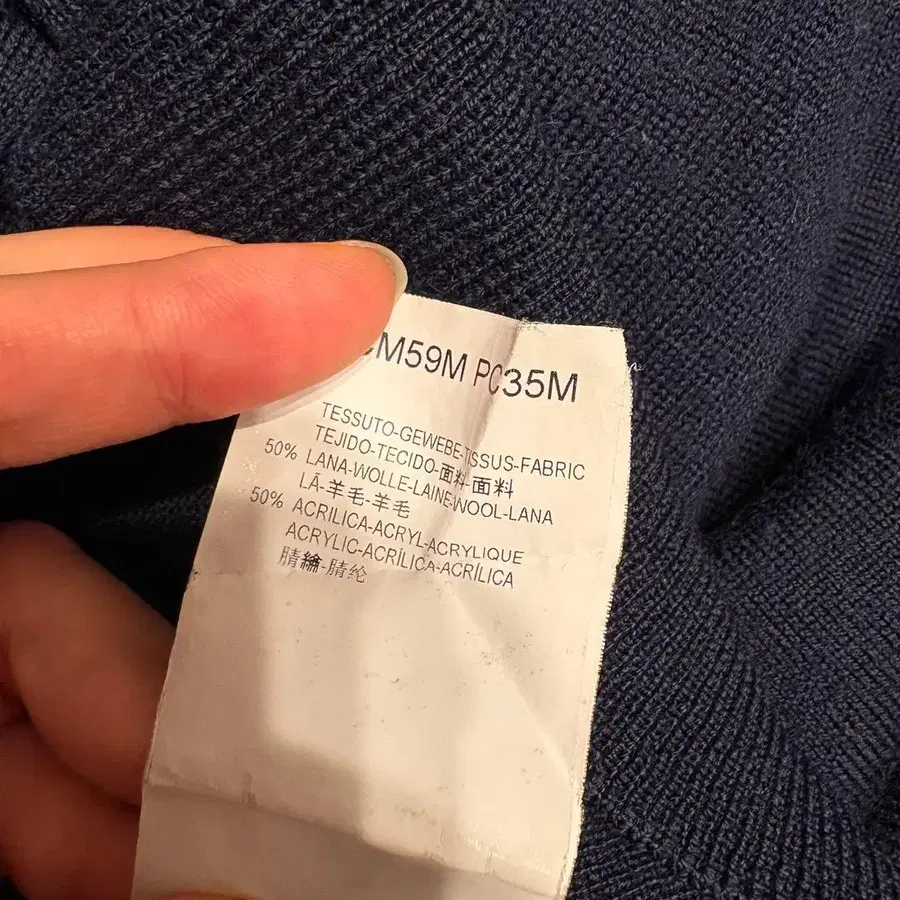 M59M PC35M
TESSUTO-GEWEBE-TISSUS-FABRIC
TEJIDO-TECIDO-面料-面料
50% LANA-WOLLE-LAINE-WOOL-LANA
LÃ-羊毛-羊毛
50% ACRILICA-ACRYL-ACRYLIQUE
ACRYLIC-ACRÍLICA-ACRÍLICA
腈綸-腈纶